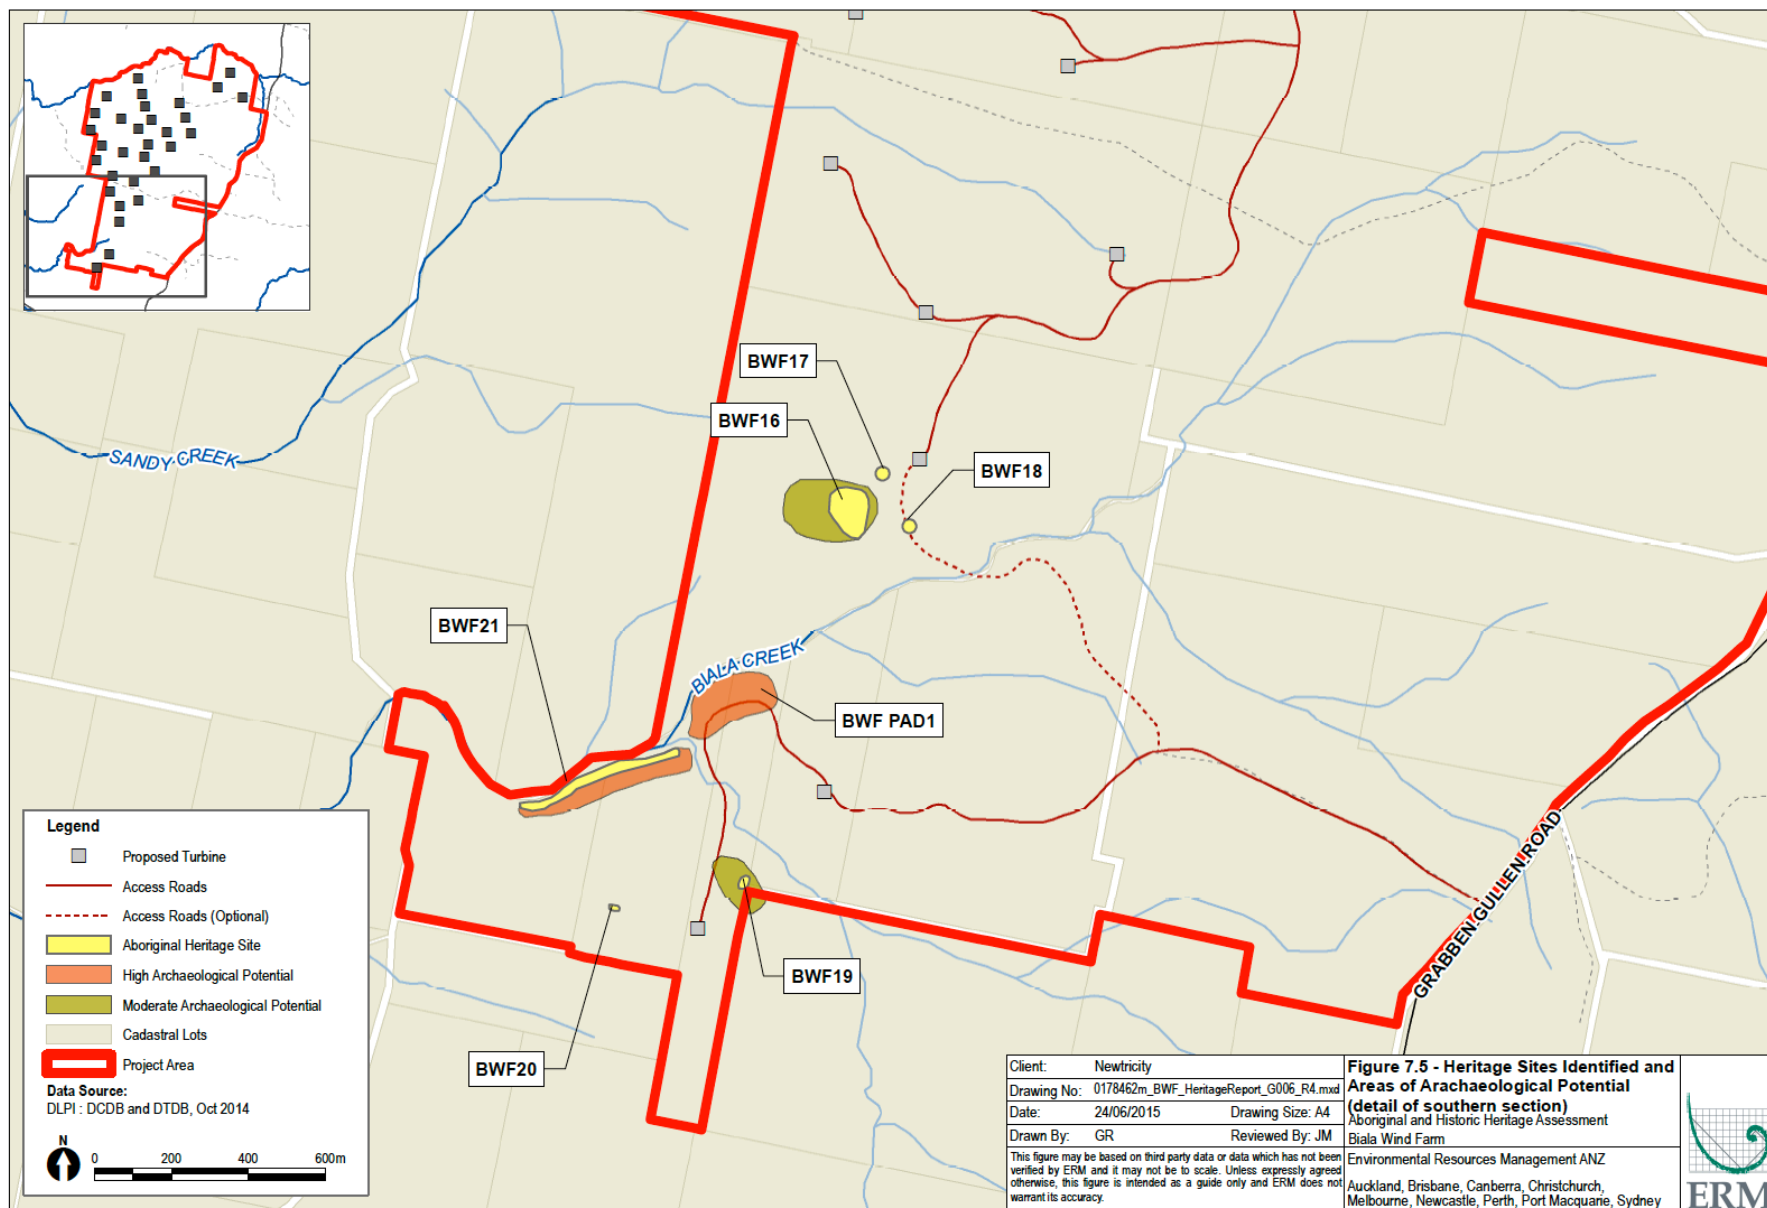 BWF17
BWF16
SANDY CREEK
BWF18
BWF21
BIALA CREEK
BWF PAD1
GRABBEN GULLEN ROAD
BWF19
BWF20
Legend
Proposed Turbine
Access Roads
Access Roads (Optional)
Aboriginal Heritage Site
High Archaeological Potential
Moderate Archaeological Potential
Cadastral Lots
Project Area
Data Source:
DLPI : DCDB and DTDB, Oct 2014
N
0 200 400 600m
Client: Newtricity
Drawing No: 0178462m_BWF_HeritageReport_G006_R4.mxd
Date: 24/06/2015 Drawing Size: A4
Drawn By: GR Reviewed By: JM
This figure may be based on third party data or data which has not been
verified by ERM and it may not be to scale. Unless expressly agreed
otherwise, this figure is intended as a guide only and ERM does not
warrant its accuracy.
Figure 7.5 - Heritage Sites Identified and
Areas of Arachaeological Potential
(detail of southern section)
Aboriginal and Historic Heritage Assessment
Biala Wind Farm
Environmental Resources Management ANZ
Auckland, Brisbane, Canberra, Christchurch,
Melbourne, Newcastle, Perth, Port Macquarie, Sydney
ERM